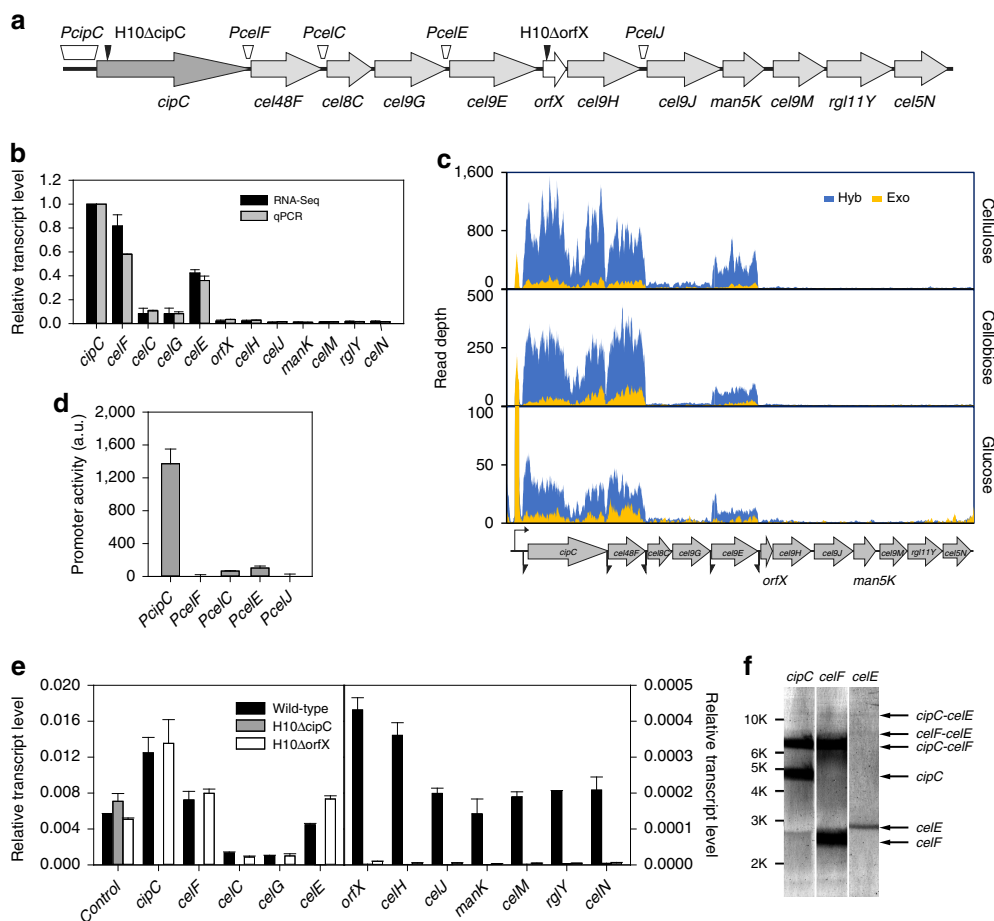 a
PcipC H10ΔcipC PcelF PcelC PcelE H10ΔorfX PcelJ
cipC cel48F cel8C cel9G cel9E orfX cel9H cel9J man5K cel9M rgl11Y cel5N
b
Relative transcript level
1.2
1.0
0.8
0.6
0.4
0.2
0.0
RNA-Seq
qPCR
cipC celF celC celG celE orfX celH celJ manK celM rglY celN
c
Read depth
Hyb Exo
1,600
800
0
Cellulose
500
250
0
Cellobiose
100
50
0
Glucose
cipC cel48F cel8C cel9G cel9E cel9H cel9J cel9M rgl11Y cel5N
orfX man5K
d
Promoter activity (a.u.)
2,000
1,600
1,200
800
400
0
PcipC PcelF PcelC PcelE PcelJ
e
Relative transcript level
0.020
0.016
0.012
0.008
0.004
0.000
Wild-type
H10ΔcipC
H10ΔorfX
0.0005
0.0004
0.0003
0.0002
0.0001
0.0000
Relative transcript level
Control cipC celF celC celG celE orfX celH celJ manK celM rglY celN
f
cipC celF celE
10K
6K
5K
4K
3K
2K
cipC-celE
celF-celE
cipC-celF
cipC
celE
celF